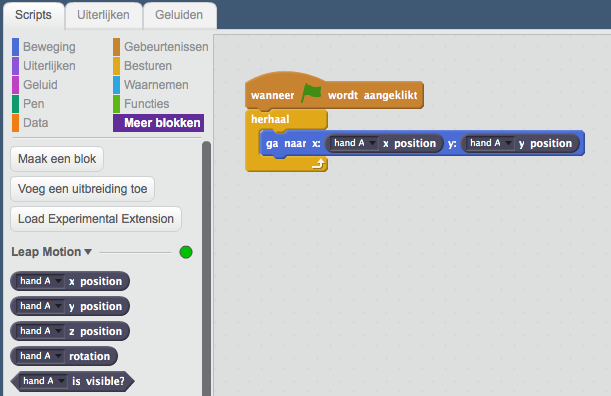 Scripts Uiterlijken Geluiden
Beweging Gebeurtenissen
Uiterlijken Besturen
Geluid Waarnemen
Pen Functies
Data Meer blokken
Maak een blok
Voeg een uitbreiding toe
Load Experimental Extension
Leap Motion
hand A x position
hand A y position
hand A z position
hand A rotation
hand A is visible?
wanneer wordt aangeklikt
herhaal
ga naar x: hand A x position y: hand A y position